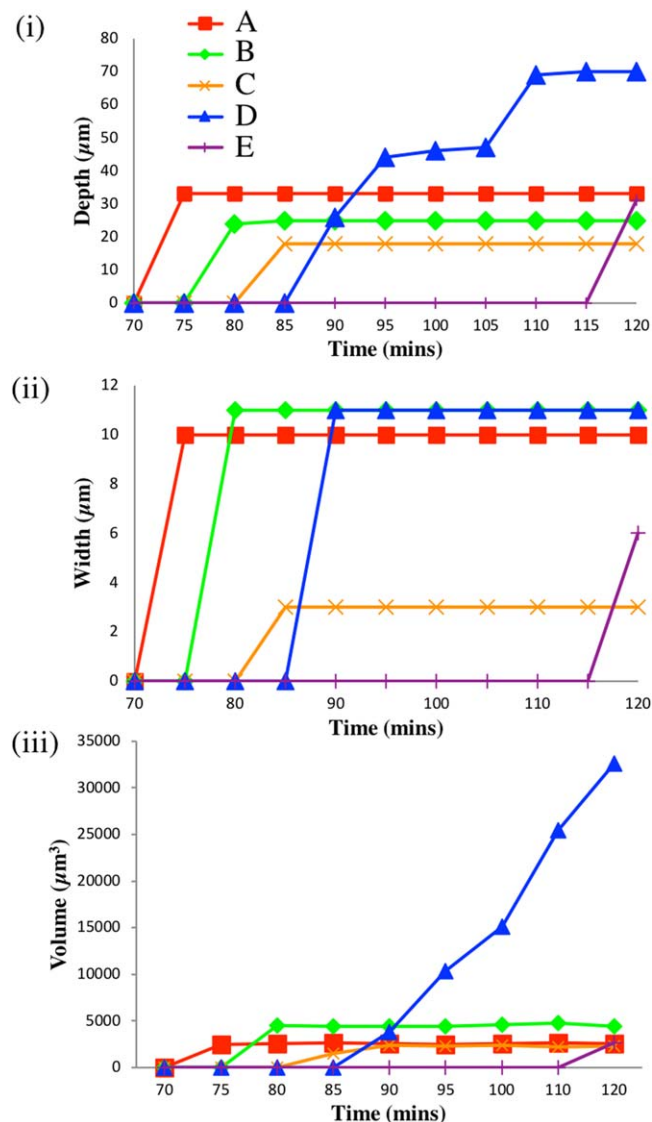 (i)
A
B
C
D
E
80
70
60
50
40
30
20
10
0
Depth (µm)
70 75 80 85 90 95 100 105 110 115 120
Time (mins)
(ii)
12
10
8
6
4
2
0
Width (µm)
70 80 90 100 110 120
Time (mins)
(iii)
35000
30000
25000
20000
15000
10000
5000
0
Volume (µm³)
70 75 80 85 90 95 100 110 120
Time (mins)